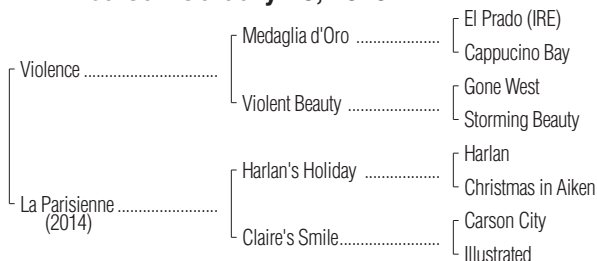 El Prado (IRE)
Medaglia d'Oro ....................
Cappucino Bay
Violence ................................
Gone West
Violent Beauty ......................
Storming Beauty
Harlan
Harlan's Holiday ..................
Christmas in Aiken
La Parisienne ........................
(2014)
Carson City
Claire's Smile........................
Illustrated